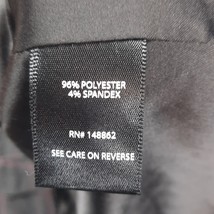 96% POLYESTER
4% SPANDEX
RN# 148862
SEE CARE ON REVERSE